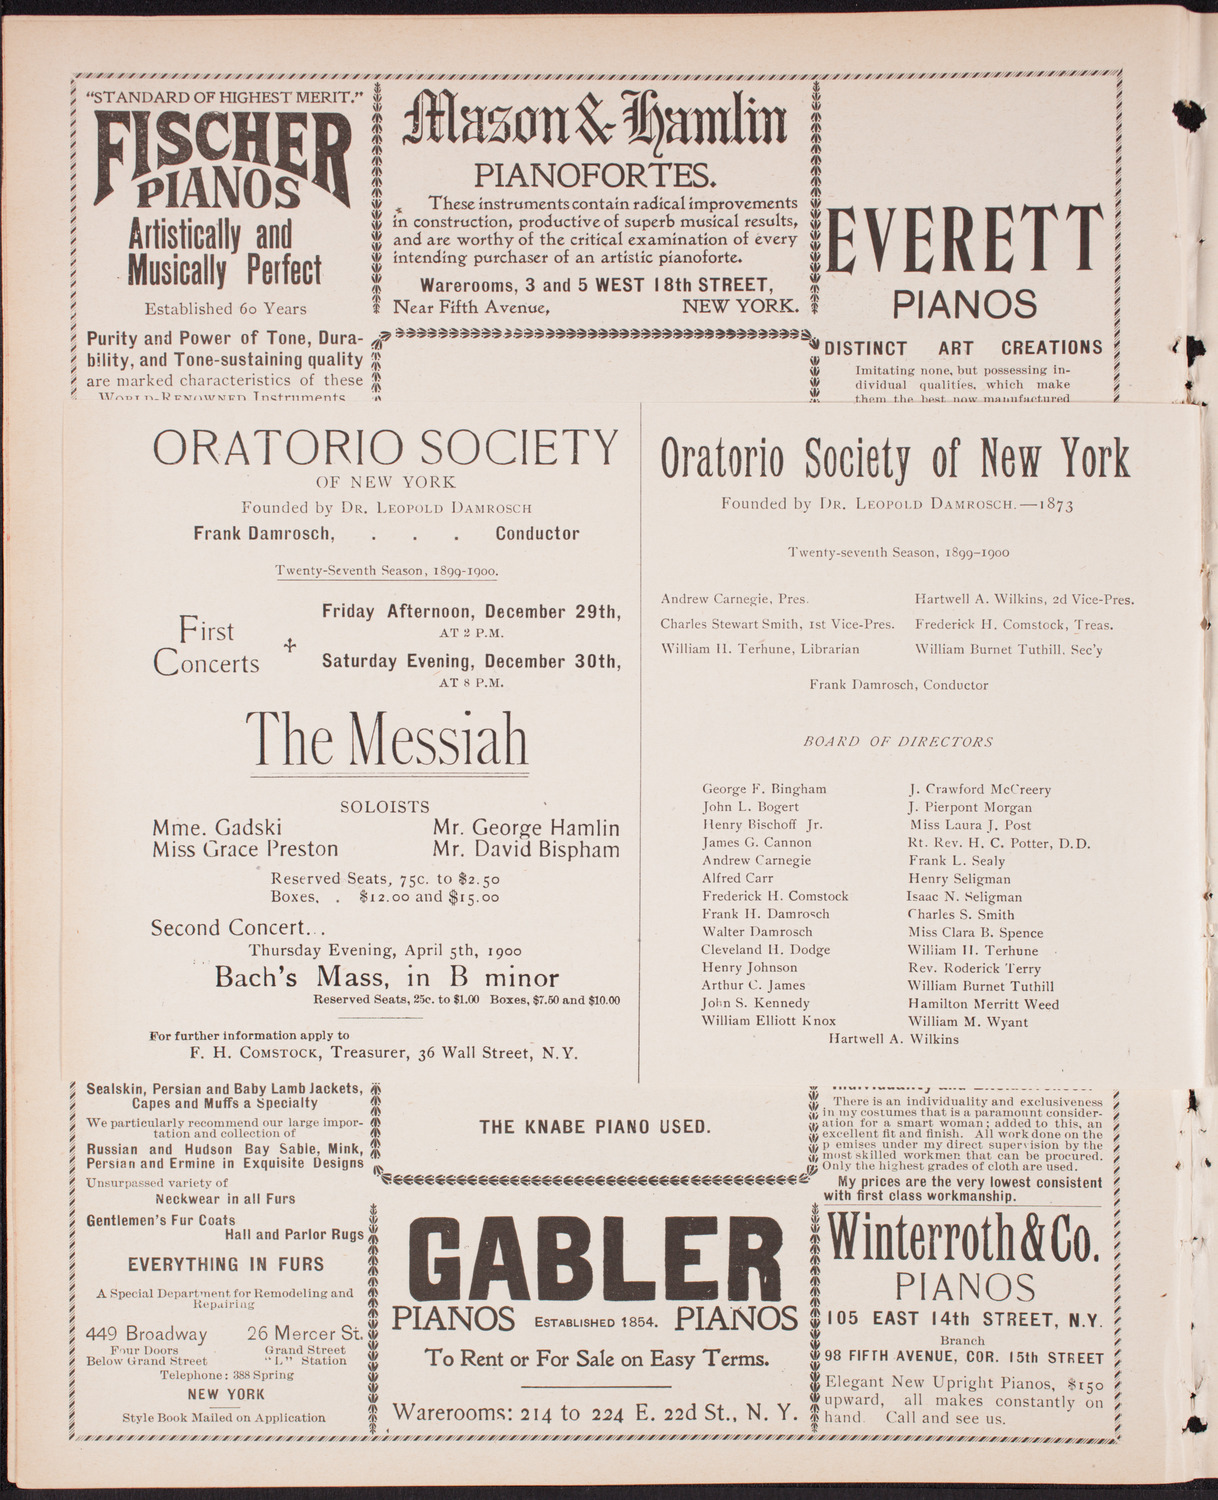 "STANDARD OF HIGHEST MERIT."
FISCHER
PIANOS
Artistically and
Musically Perfect
Established 60 Years
Purity and Power of Tone, Dura-
bility, and Tone-sustaining quality
are marked characteristics of these
WORLD-RENOWNED Instruments
Mason & Hamlin
PIANOFORTES.
These instruments contain radical improvements
in construction, productive of superb musical results,
and are worthy of the critical examination of every
intending purchaser of an artistic pianoforte.
Warerooms, 3 and 5 WEST 18th STREET,
Near Fifth Avenue, NEW YORK.
EVERETT
PIANOS
DISTINCT ART CREATIONS
Imitating none, but possessing in-
dividual qualities, which make
them the best now manufactured
ORATORIO SOCIETY
OF NEW YORK
Founded by DR. LEOPOLD DAMROSCH
Frank Damrosch, . . . Conductor
Twenty-Seventh Season, 1899-1900.
First
Concerts
Friday Afternoon, December 29th,
AT 2 P.M.
Saturday Evening, December 30th,
AT 8 P.M.
The Messiah
SOLOISTS
Mme. Gadski Mr. George Hamlin
Miss Grace Preston Mr. David Bispham
Reserved Seats, 75c. to $2.50
Boxes, . $12.00 and $15.00
Second Concert...
Thursday Evening, April 5th, 1900
Bach's Mass, in B minor
Reserved Seats, 25c. to $1.00 Boxes, $7.50 and $10.00
For further information apply to
F. H. COMSTOCK, Treasurer, 36 Wall Street, N.Y.
Oratorio Society of New York
Founded by DR. LEOPOLD DAMROSCH.—1873
Twenty-seventh Season, 1899-1900
Andrew Carnegie, Pres. Hartwell A. Wilkins, 2d Vice-Pres.
Charles Stewart Smith, 1st Vice-Pres. Frederick H. Comstock, Treas.
William H. Terhune, Librarian William Burnet Tuthill, Sec'y
Frank Damrosch, Conductor
BOARD OF DIRECTORS
George F. Bingham J. Crawford McCreery
John L. Bogert J. Pierpont Morgan
Henry Bischoff Jr. Miss Laura J. Post
James G. Cannon Rt. Rev. H. C. Potter, D.D.
Andrew Carnegie Frank L. Sealy
Alfred Carr Henry Seligman
Frederick H. Comstock Isaac N. Seligman
Frank H. Damrosch Charles S. Smith
Walter Damrosch Miss Clara B. Spence
Cleveland H. Dodge William H. Terhune
Henry Johnson Rev. Roderick Terry
Arthur C. James William Burnet Tuthill
John S. Kennedy Hamilton Merritt Weed
William Elliott Knox William M. Wyant
Hartwell A. Wilkins
Sealskin, Persian and Baby Lamb Jackets,
Capes and Muffs a Specialty
We particularly recommend our large impor-
tation and collection of
Russian and Hudson Bay Sable, Mink,
Persian and Ermine in Exquisite Designs
Unsurpassed variety of
Neckwear in all Furs
Gentlemen's Fur Coats
Hall and Parlor Rugs
EVERYTHING IN FURS
A Special Department for Remodeling and
Repairing
449 Broadway 26 Mercer St.
Four Doors Grand Street
Below Grand Street "L" Station
Telephone: 388 Spring
NEW YORK
Style Book Mailed on Application
THE KNABE PIANO USED.
GABLER
PIANOS ESTABLISHED 1854. PIANOS
To Rent or For Sale on Easy Terms.
Warerooms: 214 to 224 E. 22d St., N. Y.
There is an individuality and exclusiveness
in my costumes that is a paramount consider-
ation for a smart woman; added to this, an
excellent fit and finish. All work done on the
p emises under my direct supervision by the
most skilled workmen that can be procured.
Only the highest grades of cloth are used.
My prices are the very lowest consistent
with first class workmanship.
Winterroth & Co.
PIANOS
105 EAST 14th STREET, N.Y.
Branch
98 FIFTH AVENUE, COR. 15th STREET
Elegant New Upright Pianos, $150
upward, all makes constantly on
hand. Call and see us.